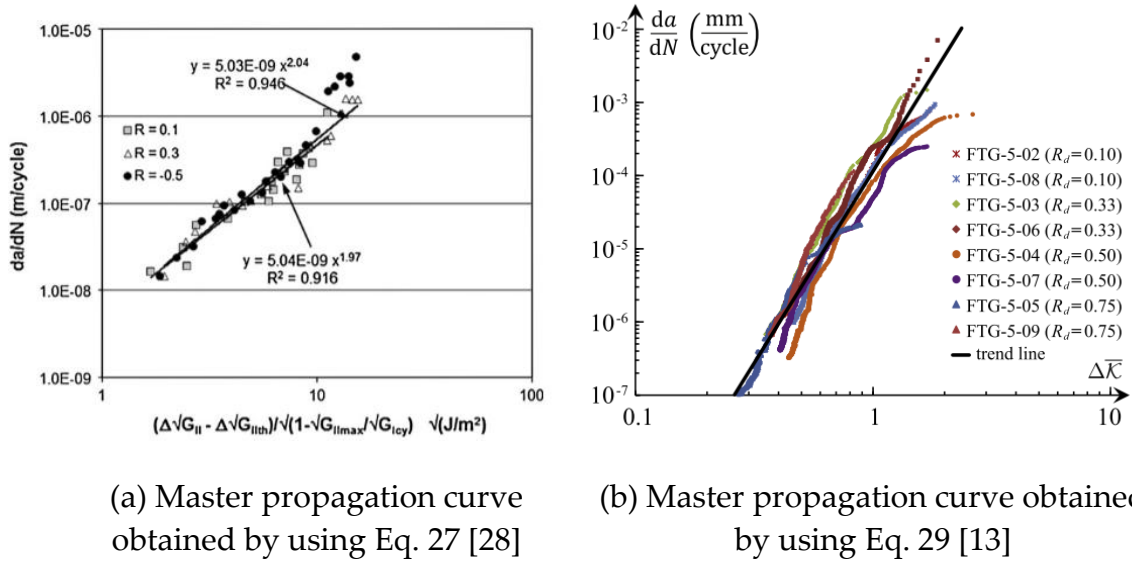 1.0E-05
y = 5.03E-09 x^2.04
R² = 0.946
1.0E-06
R = 0.1
R = 0.3
R = -0.5
da/dN (m/cycle)
1.0E-07
y = 5.04E-09 x^1.97
R² = 0.916
1.0E-08
1.0E-09
1
10
100
(Δ√G_II - Δ√G_IIth)/√(1-√G_IImax/√G_Icy) √(J/m²)
(a) Master propagation curve
obtained by using Eq. 27 [28]
da/dN (mm/cycle)
10^-2
10^-3
10^-4
10^-5
10^-6
10^-7
FTG-5-02 (R_d=0.10)
FTG-5-08 (R_d=0.10)
FTG-5-03 (R_d=0.33)
FTG-5-06 (R_d=0.33)
FTG-5-04 (R_d=0.50)
FTG-5-07 (R_d=0.50)
FTG-5-05 (R_d=0.75)
FTG-5-09 (R_d=0.75)
trend line
Δ𝒦̅
0.1
1
10
(b) Master propagation curve obtained
by using Eq. 29 [13]